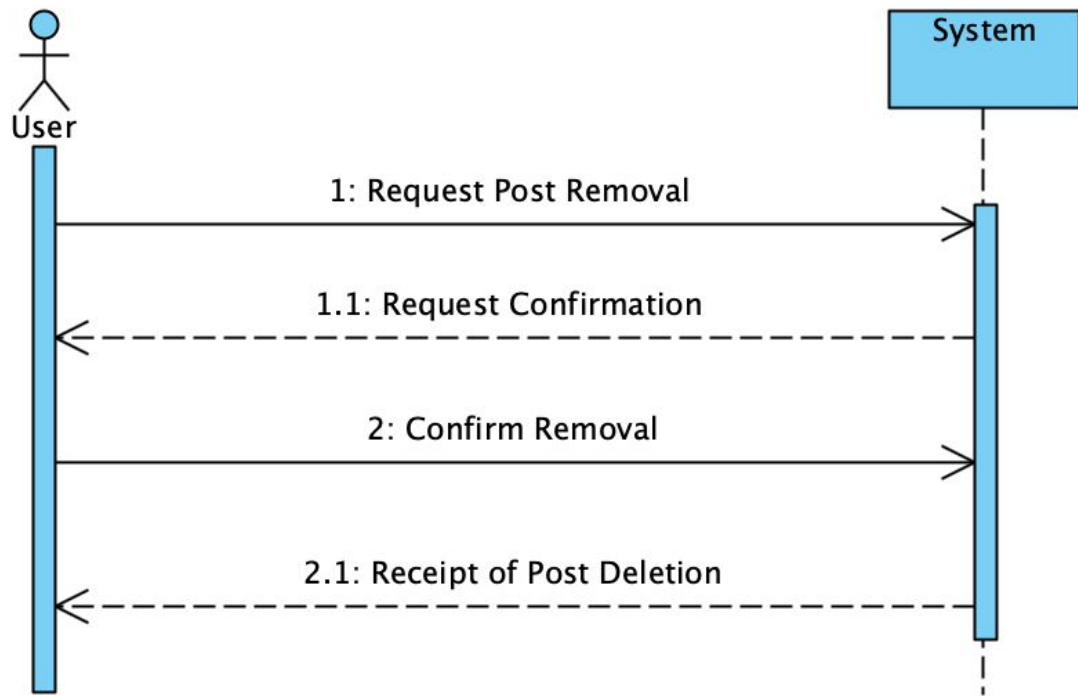 System
User
1: Request Post Removal
1.1: Request Confirmation
2: Confirm Removal
2.1: Receipt of Post Deletion